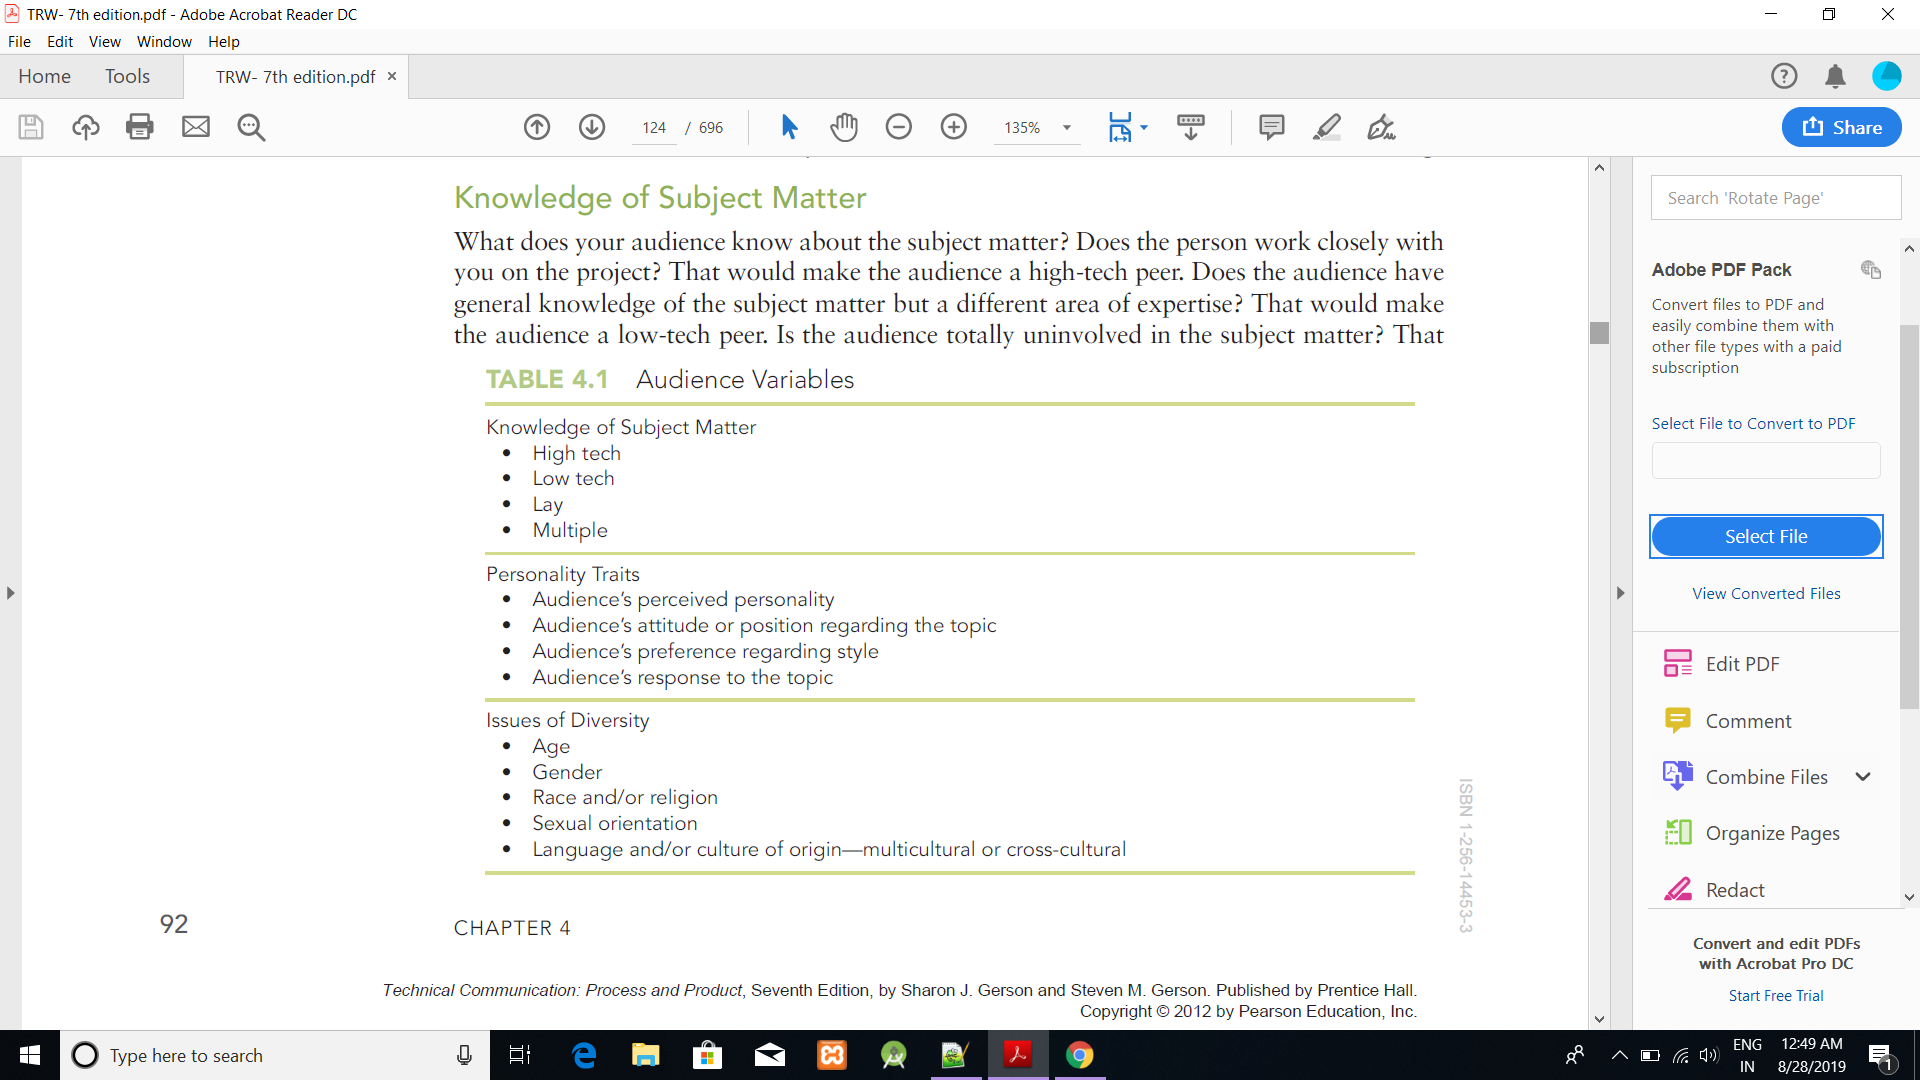 TRW- 7th edition.pdf - Adobe Acrobat Reader DC
File Edit View Window Help
Home Tools TRW- 7th edition.pdf ×
124 / 696 135% Share
Knowledge of Subject Matter
What does your audience know about the subject matter? Does the person work closely with
you on the project? That would make the audience a high-tech peer. Does the audience have
general knowledge of the subject matter but a different area of expertise? That would make
the audience a low-tech peer. Is the audience totally uninvolved in the subject matter? That
TABLE 4.1 Audience Variables
Knowledge of Subject Matter
• High tech
• Low tech
• Lay
• Multiple
Personality Traits
• Audience’s perceived personality
• Audience’s attitude or position regarding the topic
• Audience’s preference regarding style
• Audience’s response to the topic
Issues of Diversity
• Age
• Gender
• Race and/or religion
• Sexual orientation
• Language and/or culture of origin—multicultural or cross-cultural
ISBN 1-256-14453-3
92
CHAPTER 4
Technical Communication: Process and Product, Seventh Edition, by Sharon J. Gerson and Steven M. Gerson. Published by Prentice Hall.
Copyright © 2012 by Pearson Education, Inc.
Search 'Rotate Page'
Adobe PDF Pack
Convert files to PDF and
easily combine them with
other file types with a paid
subscription
Select File to Convert to PDF
Select File
View Converted Files
Edit PDF
Comment
Combine Files
Organize Pages
Redact
Convert and edit PDFs
with Acrobat Pro DC
Start Free Trial
Type here to search
ENG
IN
12:49 AM
8/28/2019
1